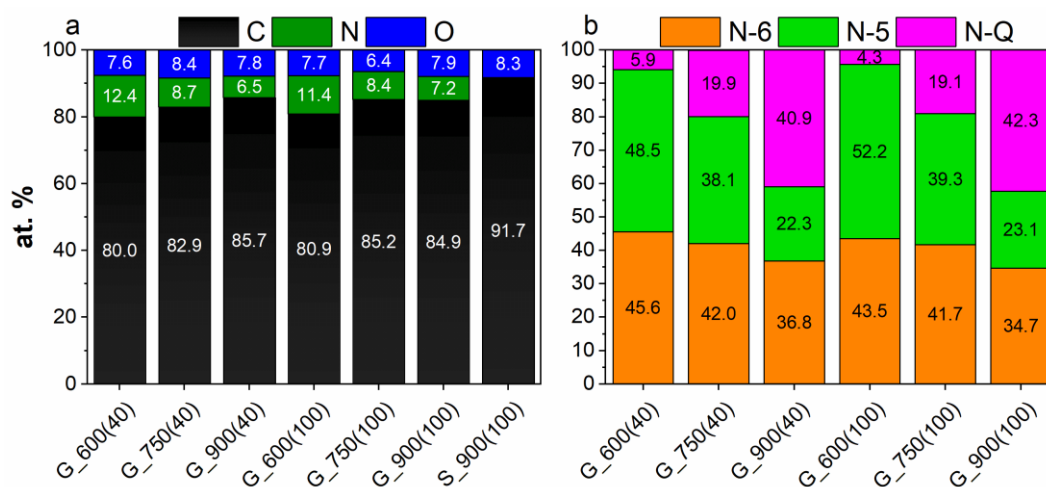 a
C N O
at. %
100
80
60
40
20
0
7.6 8.4 7.8 7.7 6.4 7.9 8.3
12.4 8.7 6.5 11.4 8.4 7.2
80.0 82.9 85.7 80.9 85.2 84.9 91.7
G_600(40)
G_750(40)
G_900(40)
G_600(100)
G_750(100)
G_900(100)
S_900(100)
b
N-6 N-5 N-Q
100
90
80
70
60
50
40
30
20
10
0
5.9 19.9 40.9 4.3 19.1 42.3
48.5 38.1 22.3 52.2 39.3 23.1
45.6 42.0 36.8 43.5 41.7 34.7
G_600(40)
G_750(40)
G_900(40)
G_600(100)
G_750(100)
G_900(100)